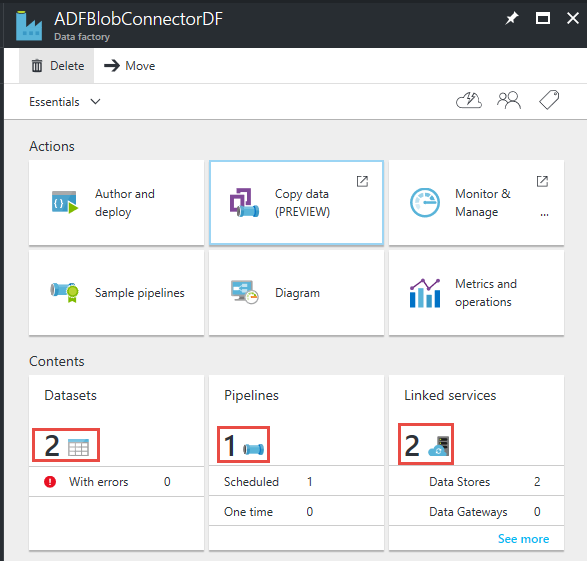 ADFBlobConnectorDF
Data factory
Delete
Move
Essentials
Actions
Author and
deploy
Copy data
(PREVIEW)
Monitor &
Manage
...
Sample pipelines
Diagram
Metrics and
operations
Contents
Datasets
2
With errors 0
Pipelines
1
Scheduled 1
One time 0
Linked services
2
Data Stores 2
Data Gateways 0
See more